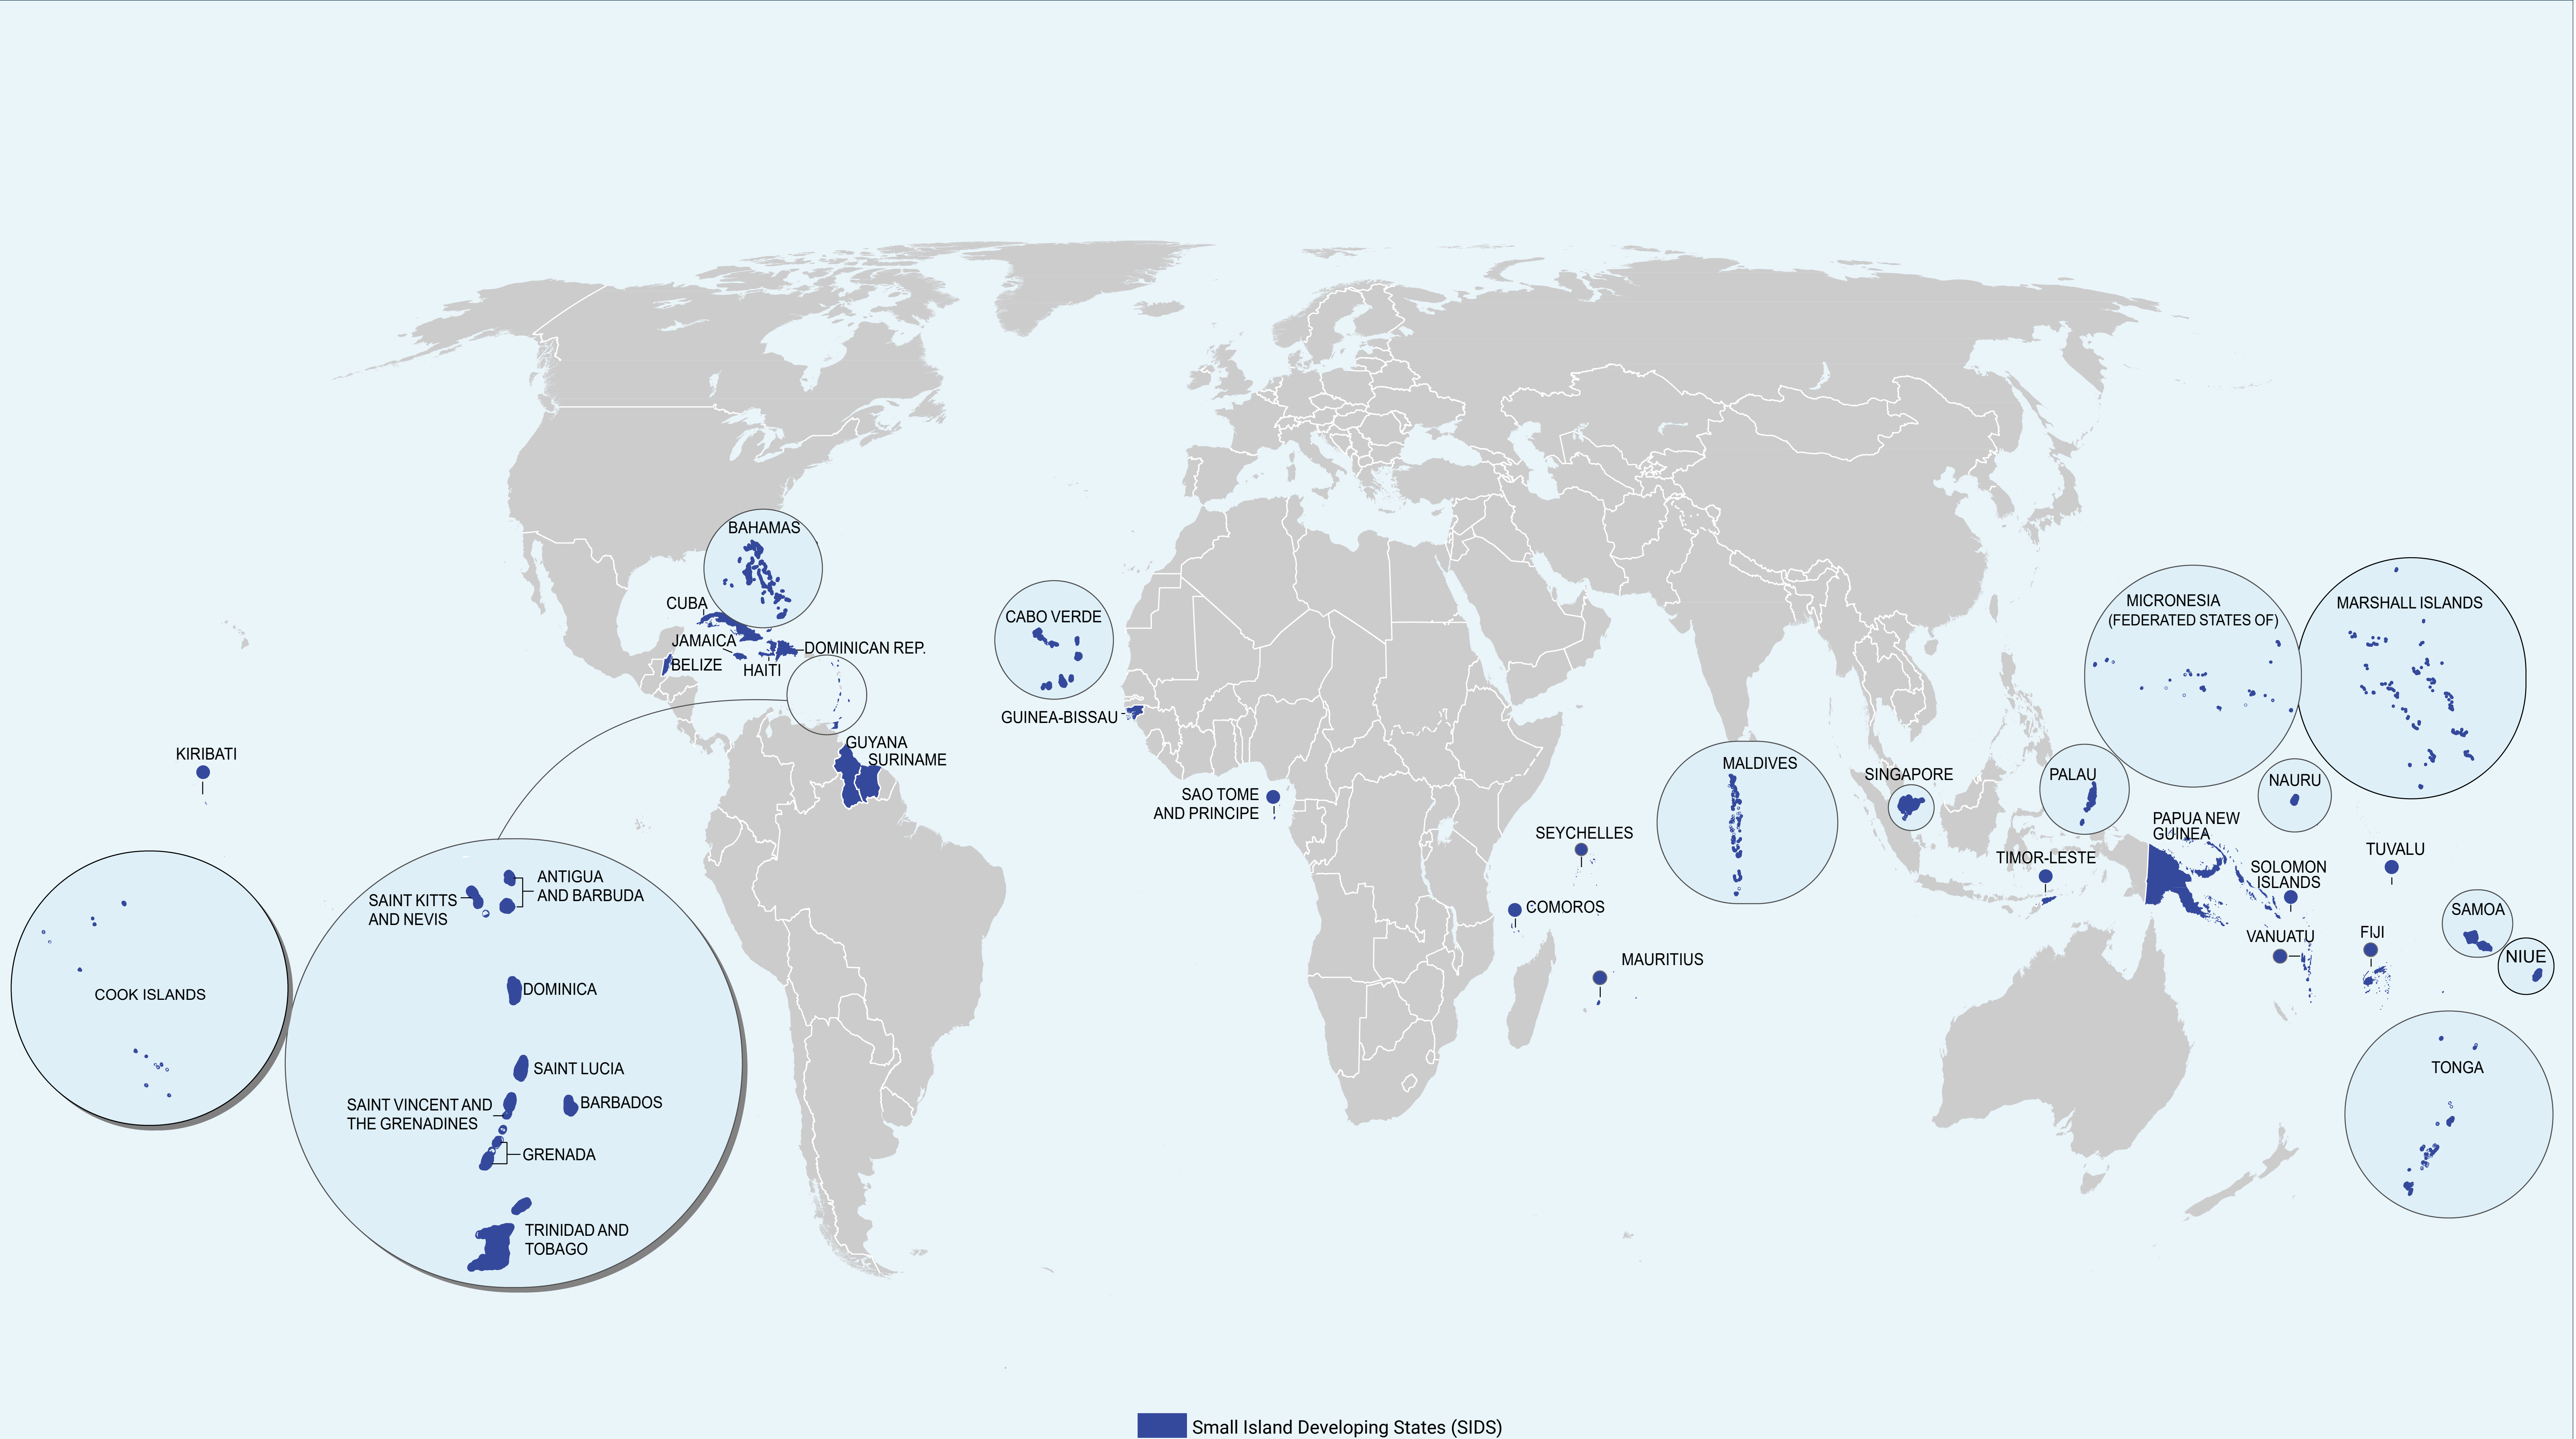 BAHAMAS
CUBA
JAMAICA
DOMINICAN REP.
BELIZE
HAITI
CABO VERDE
GUINEA-BISSAU
MICRONESIA
(FEDERATED STATES OF)
MARSHALL ISLANDS
KIRIBATI
GUYANA
SURINAME
SAO TOME
AND PRINCIPE
SEYCHELLES
COMOROS
MAURITIUS
MALDIVES
SINGAPORE
PALAU
NAURU
PAPUA NEW
GUINEA
TIMOR-LESTE
SOLOMON
ISLANDS
TUVALU
VANUATU
FIJI
SAMOA
NIUE
TONGA
COOK ISLANDS
SAINT KITTS
AND NEVIS
ANTIGUA
AND BARBUDA
DOMINICA
SAINT LUCIA
SAINT VINCENT AND
THE GRENADINES
BARBADOS
GRENADA
TRINIDAD AND
TOBAGO
Small Island Developing States (SIDS)